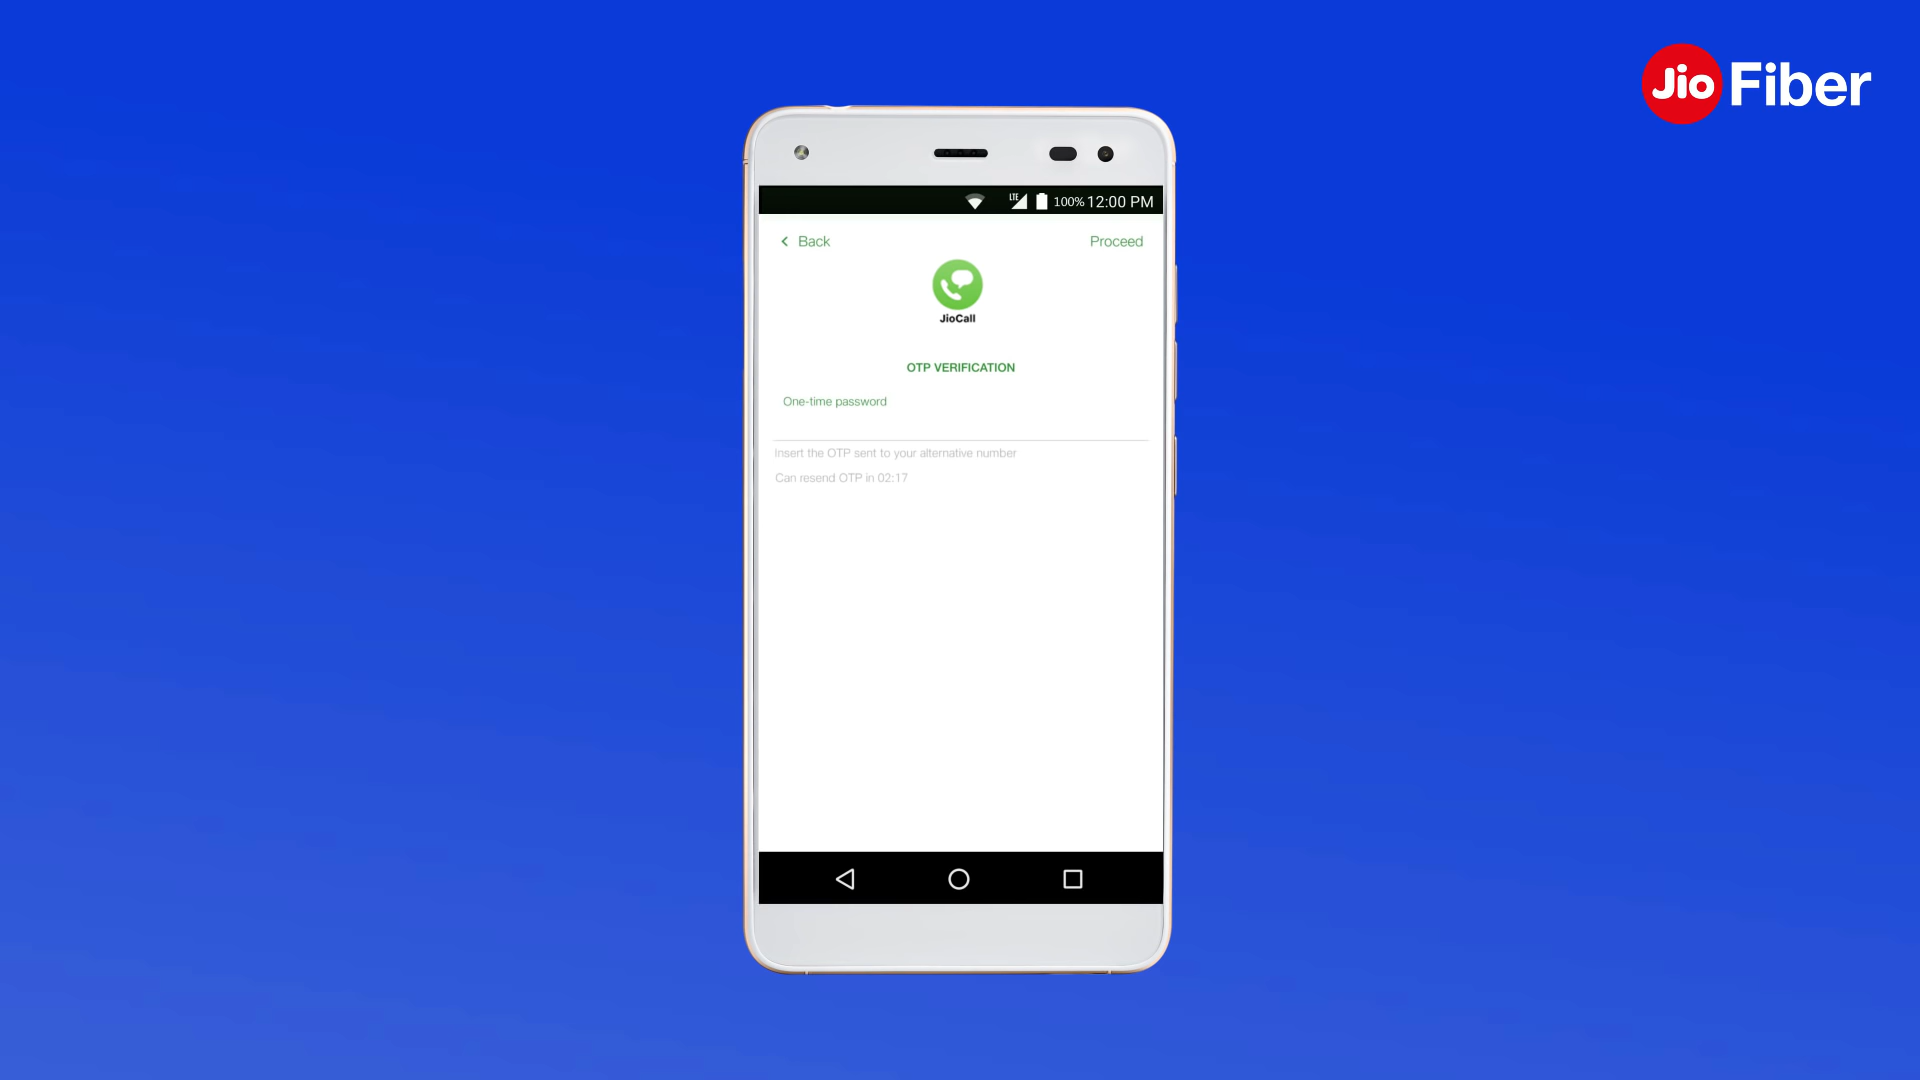 Jio Fiber
LTE 100% 12:00 PM
Back Proceed
JioCall
OTP VERIFICATION
One-time password
Insert the OTP sent to your alternative number
Can resend OTP in 02:17